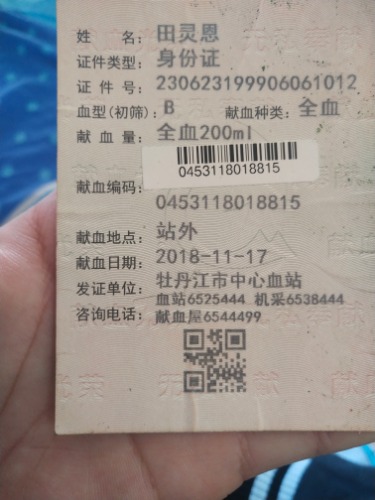 姓 名: 田灵恩
证件类型: 身份证
证 件 号: 230623199906061012
血型(初筛): B 献血种类: 全血
献 血 量: 全血200ml
0453118018815
献血编码:
0453118018815
献血地点: 站外
献血日期: 2018-11-17
发证单位: 牡丹江市中心血站
血站6525444 机采6538444
咨询电话: 献血屋6544499